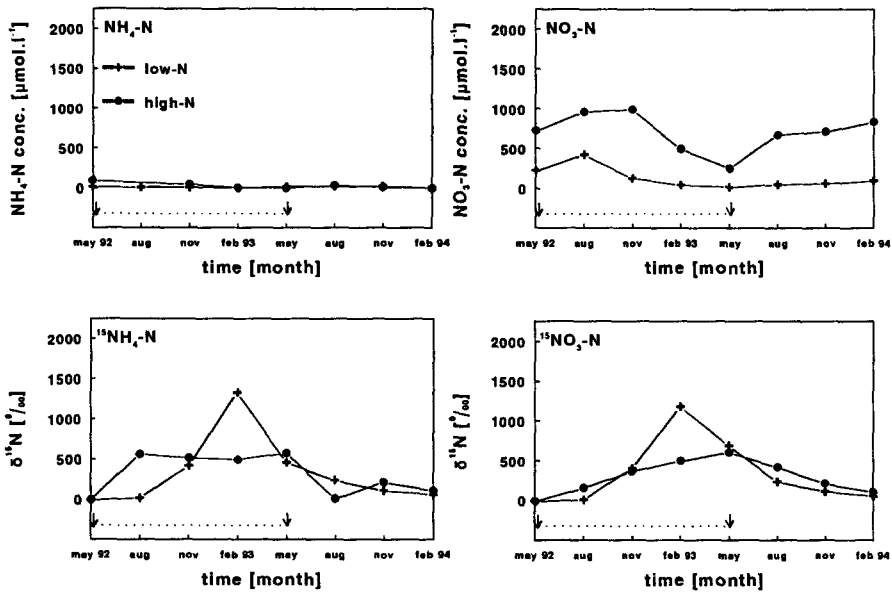 NH₄-N
2000
1500
1000
500
0
low-N
high-N
NH₄-N conc. [µmol.l⁻¹]
may 92 aug nov feb 93 may aug nov feb 94
time [month]
NO₃-N
2000
1500
1000
500
0
NO₃-N conc. [µmol.l⁻¹]
may 92 aug nov feb 93 may aug nov feb 94
time [month]
¹⁵NH₄-N
2000
1500
1000
500
0
δ¹⁵N [⁰/₀₀]
may 92 aug nov feb 93 may aug nov feb 94
time [month]
¹⁵NO₃-N
2000
1500
1000
500
0
δ¹⁵N [⁰/₀₀]
may 92 aug nov feb 93 may aug nov feb 94
time [month]